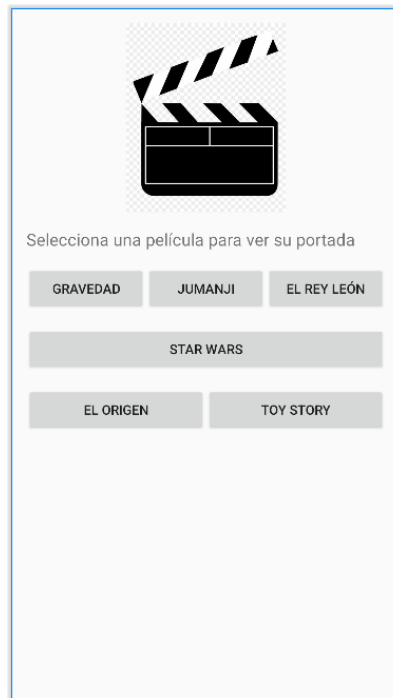 Selecciona una película para ver su portada
GRAVEDAD JUMANJI EL REY LEÓN
STAR WARS
EL ORIGEN TOY STORY